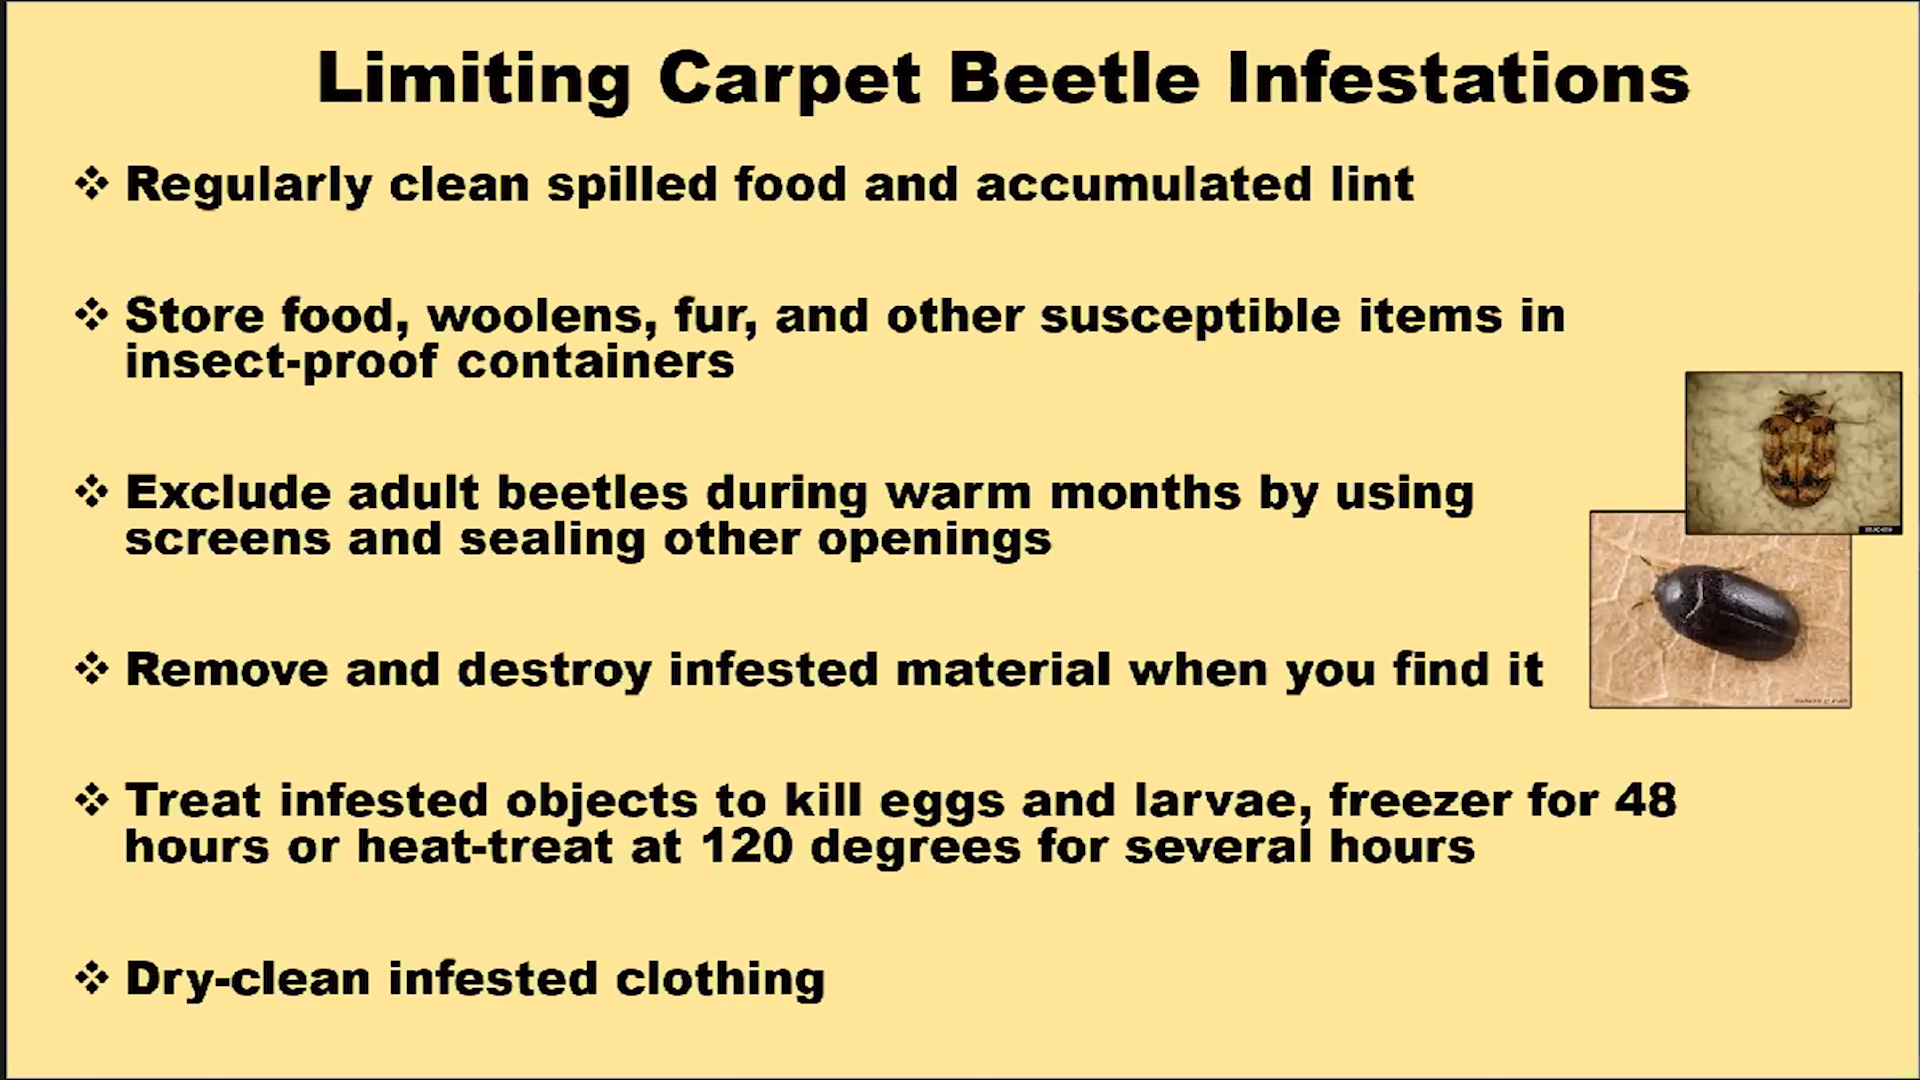 Limiting Carpet Beetle Infestations
❖ Regularly clean spilled food and accumulated lint
❖ Store food, woolens, fur, and other susceptible items in
insect-proof containers
❖ Exclude adult beetles during warm months by using
screens and sealing other openings
❖ Remove and destroy infested material when you find it
❖ Treat infested objects to kill eggs and larvae, freezer for 48
hours or heat-treat at 120 degrees for several hours
❖ Dry-clean infested clothing